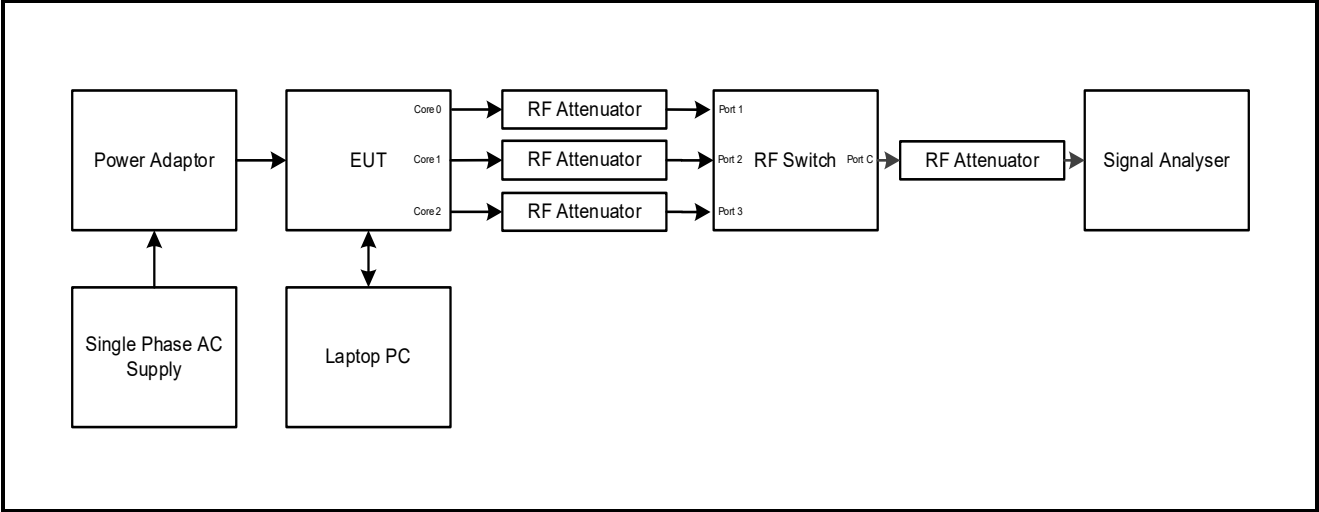 Core 0
RF Attenuator
Port 1
Power Adaptor
EUT
Core 1
RF Attenuator
Port 2
RF Switch
Port C
RF Attenuator
Signal Analyser
Core 2
RF Attenuator
Port 3
Single Phase AC
Supply
Laptop PC